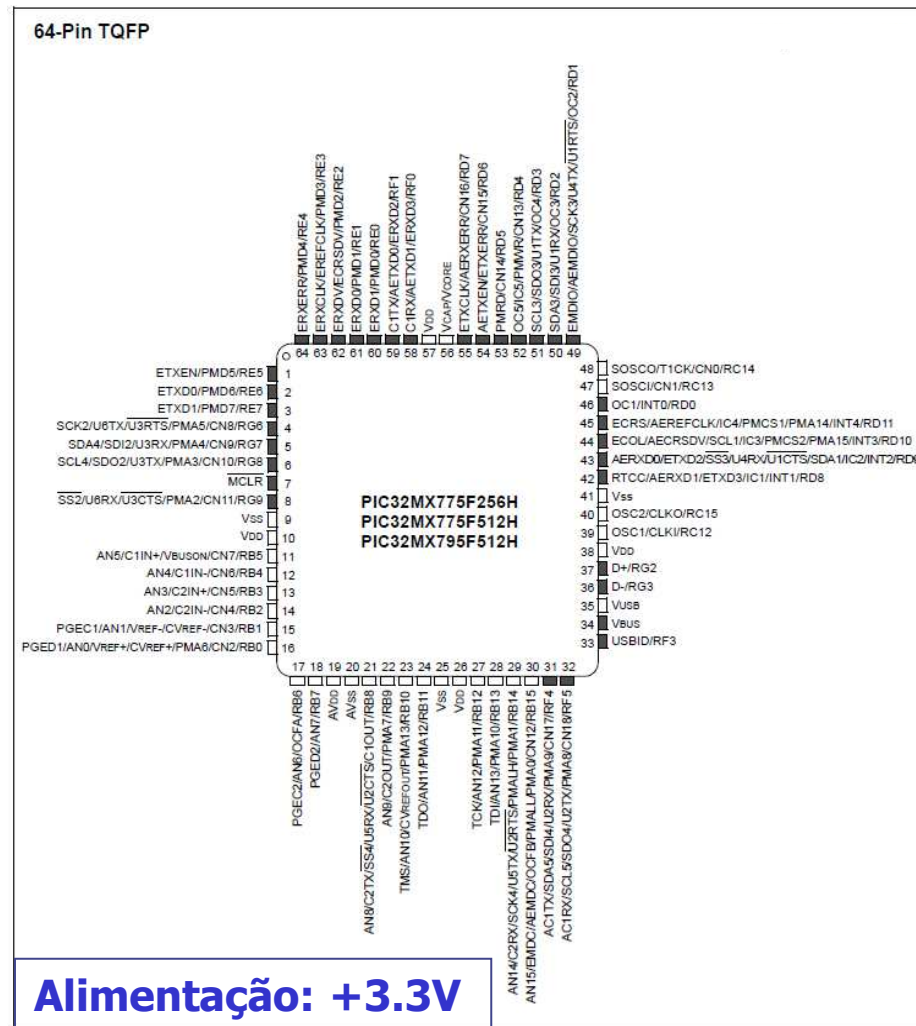 64-Pin TQFP
ERXERR/PMD4/RE4
ERXCLK/EREFCLK/PMD3/RE3
ERXDV/ECRSDV/PMD2/RE2
ERXD0/PMD1/RE1
ERXD1/PMD0/RE0
C1TX/AETXD0/ERXD2/RF1
C1RX/AETXD1/ERXD3/RF0
VDD
VCAP/VCORE
ETXCLK/AERXERR/CN16/RD7
AETXEN/ETXERR/CN15/RD6
PMRD/CN14/RD5
OC5/IC5/PMWR/CN13/RD4
SCL3/SDO3/U1TX/OC4/RD3
SDA3/SDI3/U1RX/OC3/RD2
EMDIO/AEMDIO/SCK3/U4TX/U1RTS/OC2/RD1
64 63 62 61 60 59 58 57 56 55 54 53 52 51 50 49
ETXEN/PMD5/RE5 1
ETXD0/PMD6/RE6 2
ETXD1/PMD7/RE7 3
SCK2/U6TX/U3RTS/PMA5/CN8/RG6 4
SDA4/SDI2/U3RX/PMA4/CN9/RG7 5
SCL4/SDO2/U3TX/PMA3/CN10/RG8 6
MCLR 7
SS2/U6RX/U3CTS/PMA2/CN11/RG9 8
VSS 9
VDD 10
AN5/C1IN+/VBUSON/CN7/RB5 11
AN4/C1IN-/CN6/RB4 12
AN3/C2IN+/CN5/RB3 13
AN2/C2IN-/CN4/RB2 14
PGEC1/AN1/VREF-/CVREF-/CN3/RB1 15
PGED1/AN0/VREF+/CVREF+/PMA6/CN2/RB0 16
PIC32MX775F256H
PIC32MX775F512H
PIC32MX795F512H
48 SOSCO/T1CK/CN0/RC14
47 SOSCI/CN1/RC13
46 OC1/INT0/RD0
45 ECRS/AEREFCLK/IC4/PMCS1/PMA14/INT4/RD11
44 ECOL/AECRSDV/SCL1/IC3/PMCS2/PMA15/INT3/RD10
43 AERXD0/ETXD2/SS3/U4RX/U1CTS/SDA1/IC2/INT2/RD9
42 RTCC/AERXD1/ETXD3/IC1/INT1/RD8
41 Vss
40 OSC2/CLKO/RC15
39 OSC1/CLKI/RC12
38 VDD
37 D+/RG2
36 D-/RG3
35 VUSB
34 VBUS
33 USBID/RF3
17 18 19 20 21 22 23 24 25 26 27 28 29 30 31 32
PGEC2/AN6/OCFA/RB6
PGED2/AN7/RB7
AVDD
AVSS
AN8/C2TX/SS4/U5RX/U2CTS/C1OUT/RB8
AN9/C2OUT/PMA7/RB9
TMS/AN10/CVREFOUT/PMA13/RB10
TDO/AN11/PMA12/RB11
VSS
VDD
TCK/AN12/PMA11/RB12
TDI/AN13/PMA10/RB13
AN14/C2RX/SCK4/U5TX/U2RTS/PMALH/PMA1/RB14
AN15/EMDC/AEMDC/OCFB/PMALL/PMA0/CN12/RB15
AC1TX/SDA5/SDI4/U2RX/PMA9/CN17/RF4
AC1RX/SCL5/SDO4/U2TX/PMA8/CN18/RF5
Alimentação: +3.3V